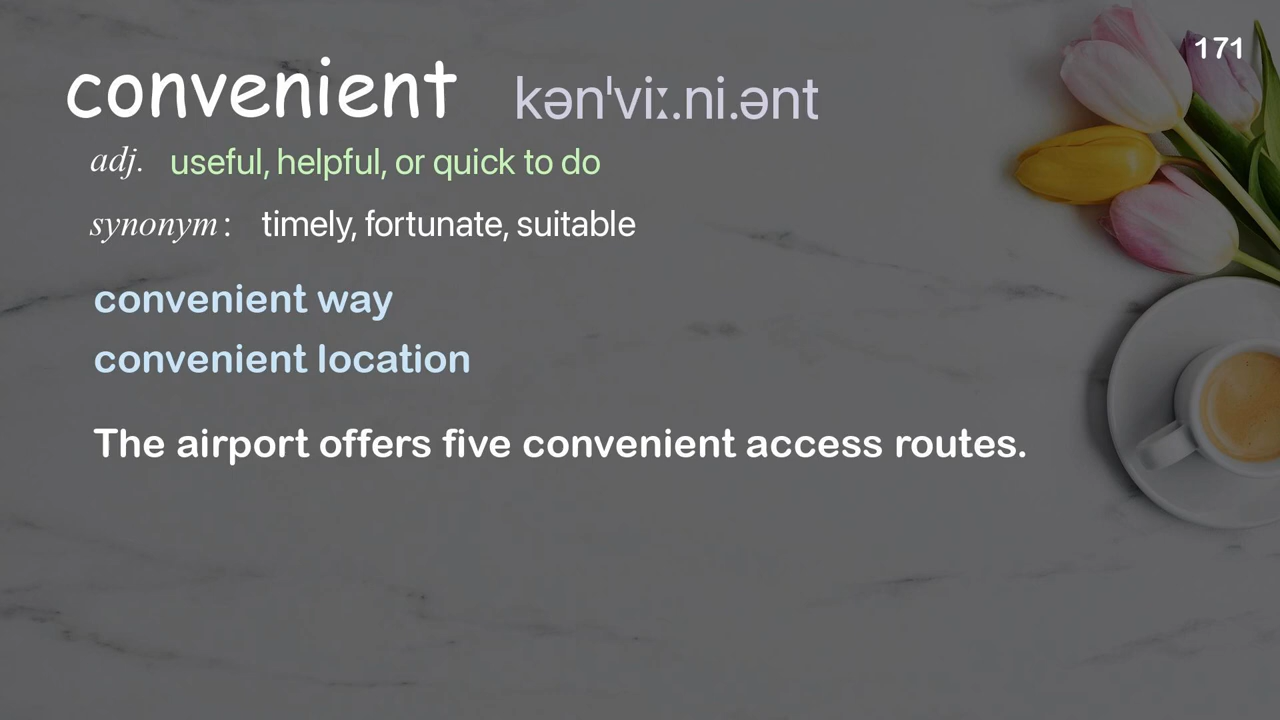 171
convenient kənˈviː.ni.ənt
adj. useful, helpful, or quick to do
synonym: timely, fortunate, suitable
convenient way
convenient location
The airport offers five convenient access routes.